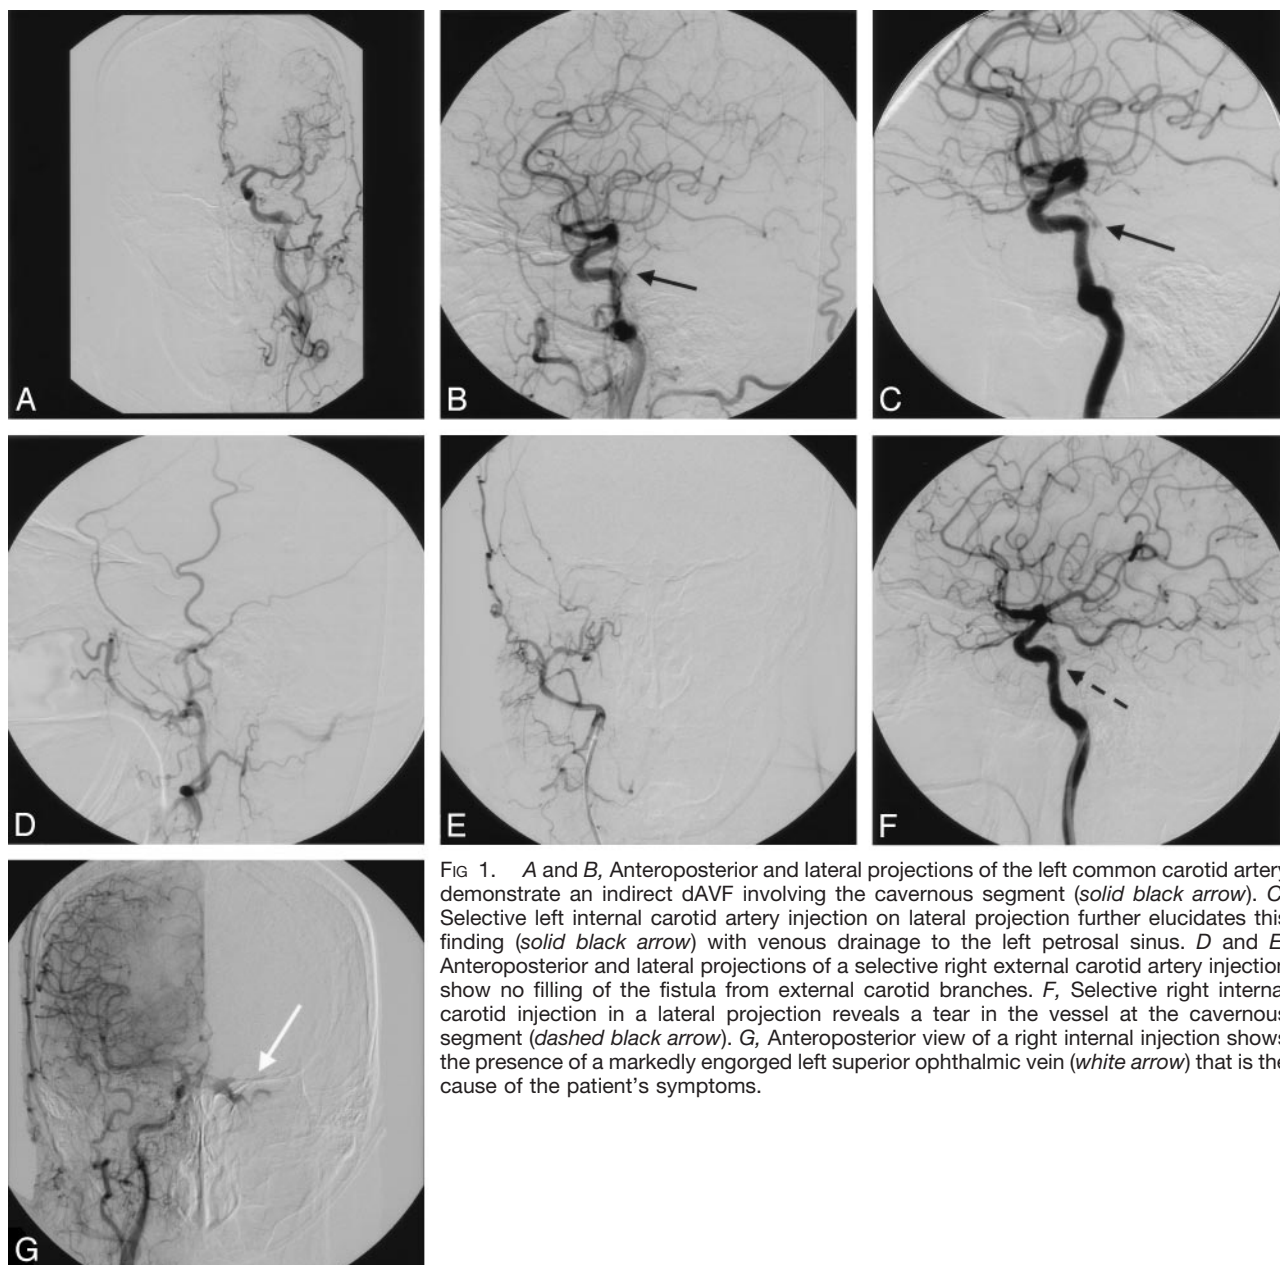 A
B
C
D
E
F
G
FIG 1. A and B, Anteroposterior and lateral projections of the left common carotid artery
demonstrate an indirect dAVF involving the cavernous segment (solid black arrow). C
Selective left internal carotid artery injection on lateral projection further elucidates this
finding (solid black arrow) with venous drainage to the left petrosal sinus. D and E
Anteroposterior and lateral projections of a selective right external carotid artery injection
show no filling of the fistula from external carotid branches. F, Selective right interna
carotid injection in a lateral projection reveals a tear in the vessel at the cavernous
segment (dashed black arrow). G, Anteroposterior view of a right internal injection shows
the presence of a markedly engorged left superior ophthalmic vein (white arrow) that is the
cause of the patient's symptoms.